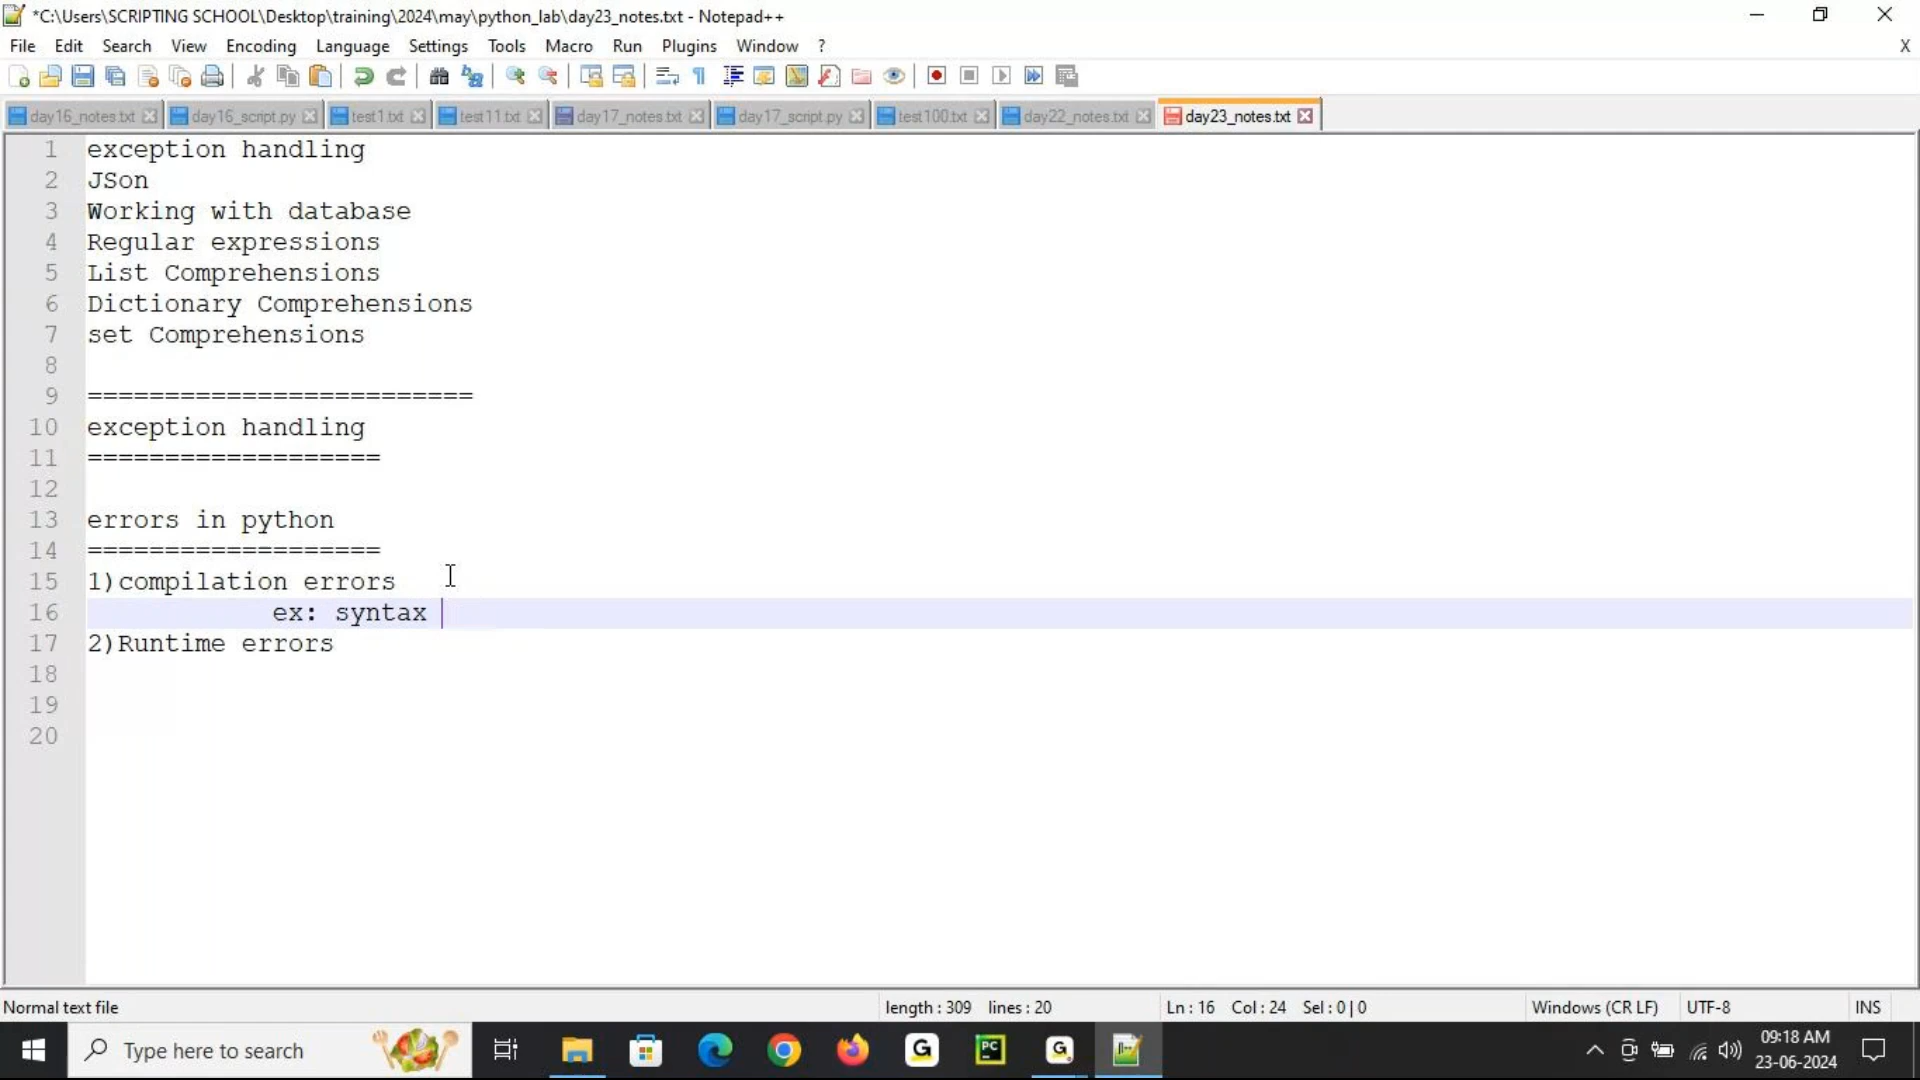 *C:\Users\SCRIPTING SCHOOL\Desktop\training\2024\may\python_lab\day23_notes.txt - Notepad++
File Edit Search View Encoding Language Settings Tools Macro Run Plugins Window ? X
day16_notes.txt day16_script.py test1.txt test11.txt day17_notes.txt day17_script.py test100.txt day22_notes.txt day23_notes.txt
1 exception handling
2 JSon
3 Working with database
4 Regular expressions
5 List Comprehensions
6 Dictionary Comprehensions
7 set Comprehensions
8
9 =========================
10 exception handling
11 ===================
12
13 errors in python
14 ===================
15 1)compilation errors
16 ex: syntax
17 2)Runtime errors
18
19
20
Normal text file length : 309 lines : 20 Ln : 16 Col : 24 Sel : 0 | 0 Windows (CR LF) UTF-8 INS
Type here to search G PC G 09:18 AM
23-06-2024